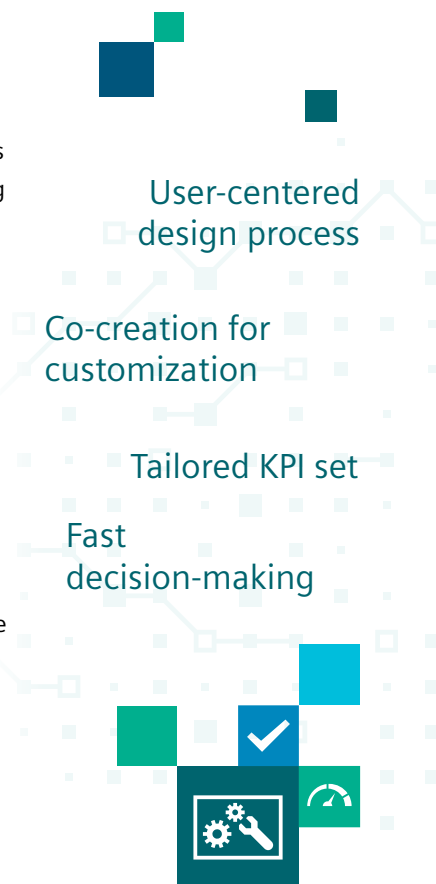 User-centered
design process
Co-creation for
customization
Tailored KPI set
Fast
decision-making